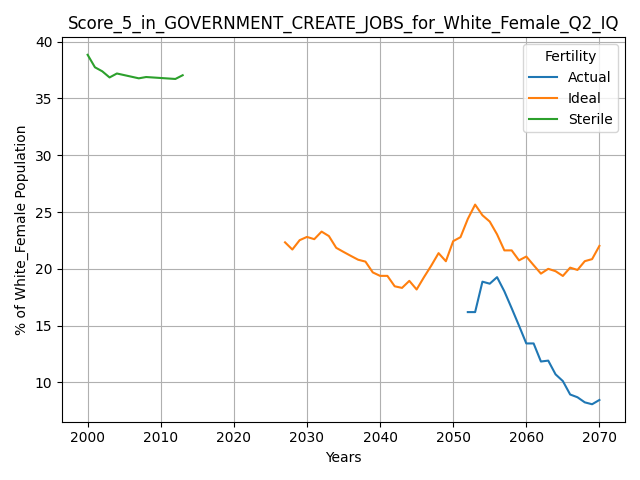 Score_5_in_GOVERNMENT_CREATE_JOBS_for_White_Female_Q2_IQ
Fertility
Actual
Ideal
Sterile
% of White_Female Population
40
35
30
25
20
15
10
2000 2010 2020 2030 2040 2050 2060 2070
Years